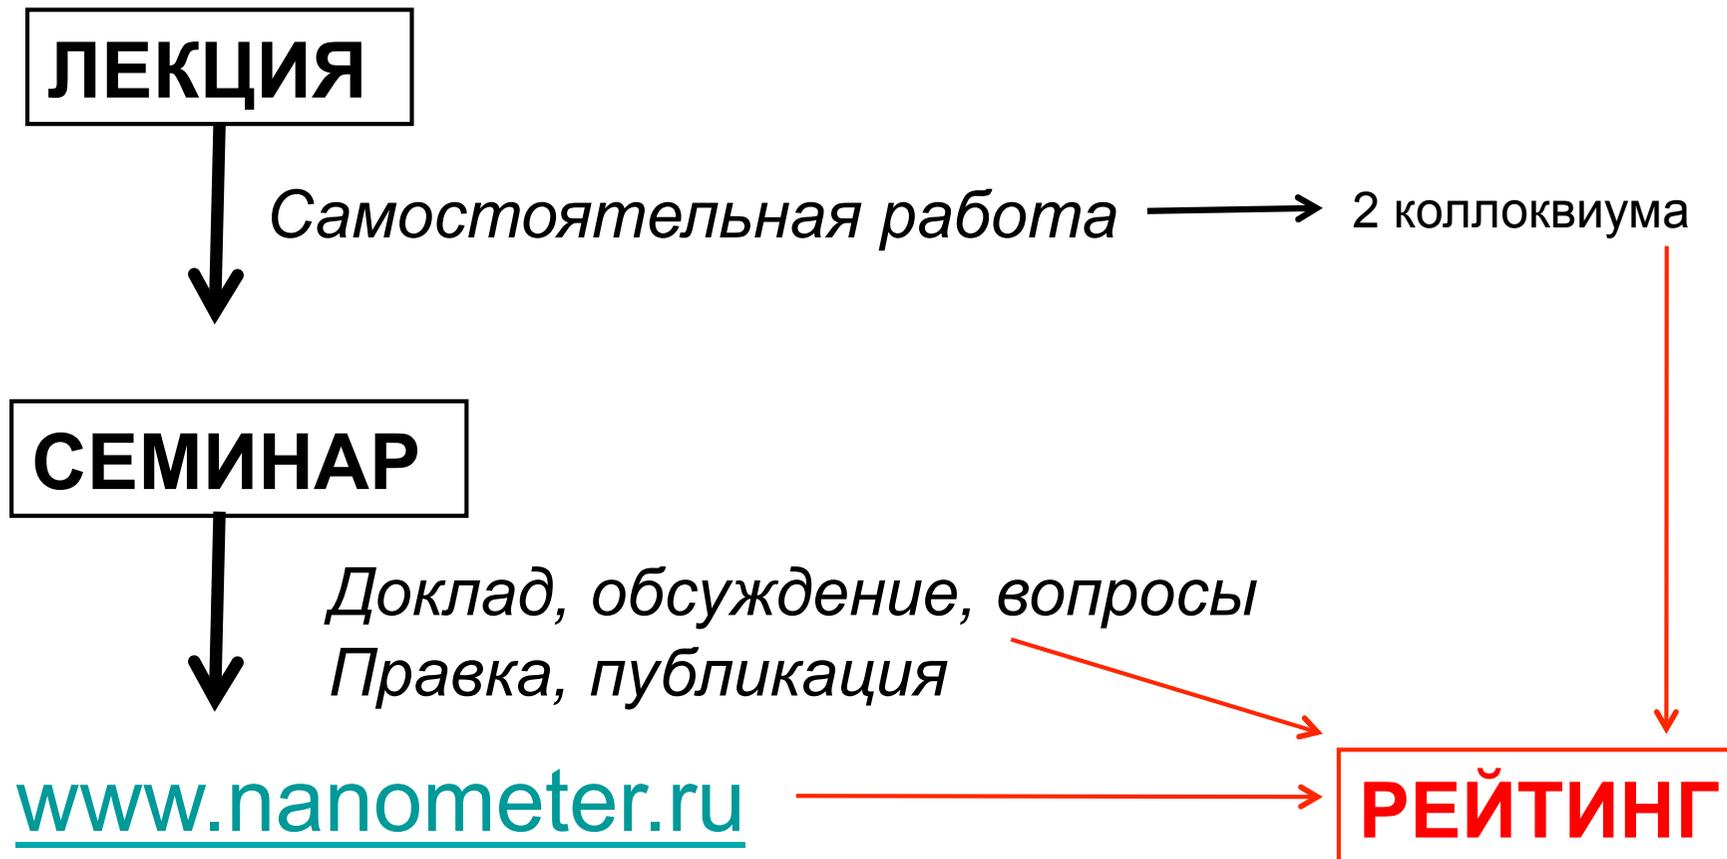 ЛЕКЦИЯ
Самостоятельная работа
2 коллоквиума
СЕМИНАР
Доклад, обсуждение, вопросы
Правка, публикация
www.nanometer.ru
РЕЙТИНГ